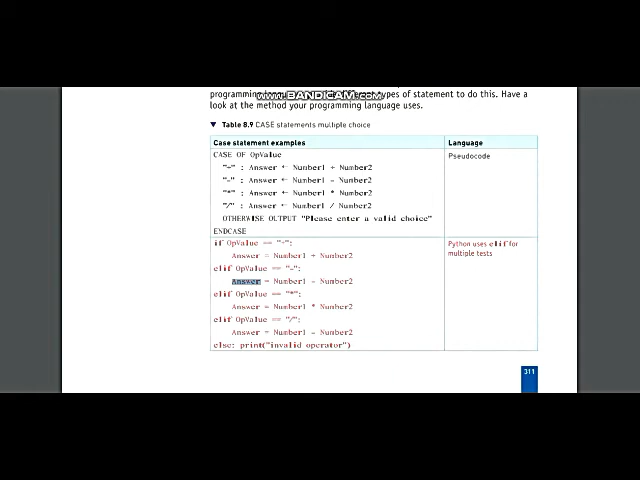 programming types of statement to do this. Have a
www.BANDICAM.com
look at the method your programming language uses.
▼ Table 8.9 CASE statements multiple choice
Case statement examples Language
CASE OF OpValue Pseudocode
"+" : Answer ← Number1 + Number2
"-" : Answer ← Number1 - Number2
"*" : Answer ← Number1 * Number2
"/" : Answer ← Number1 / Number2
OTHERWISE OUTPUT "Please enter a valid choice"
ENDCASE
if OpValue == "+": Python uses elif for
Answer = Number1 + Number2 multiple tests
elif OpValue == "-":
Answer = Number1 - Number2
elif OpValue == "*":
Answer = Number1 * Number2
elif OpValue == "/":
Answer = Number1 - Number2
else: print("invalid operator")
311